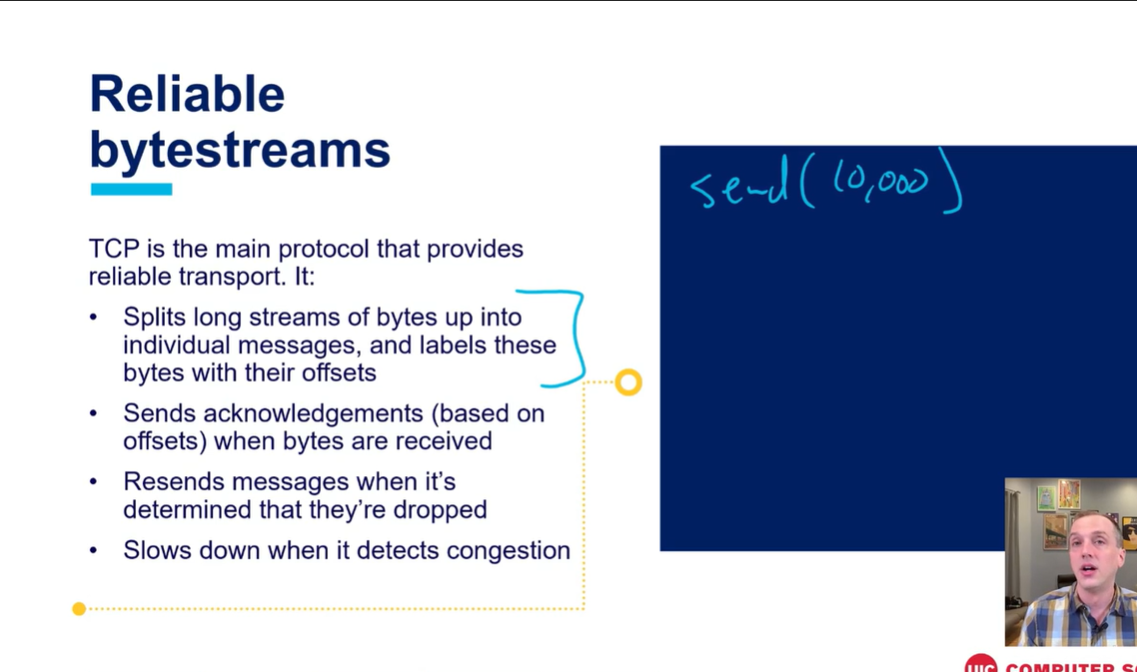 Reliable
bytestreams
TCP is the main protocol that provides
reliable transport. It:
• Splits long streams of bytes up into
individual messages, and labels these
bytes with their offsets
• Sends acknowledgements (based on
offsets) when bytes are received
• Resends messages when it's
determined that they're dropped
• Slows down when it detects congestion
send(10,000)
UIC COMPUTER